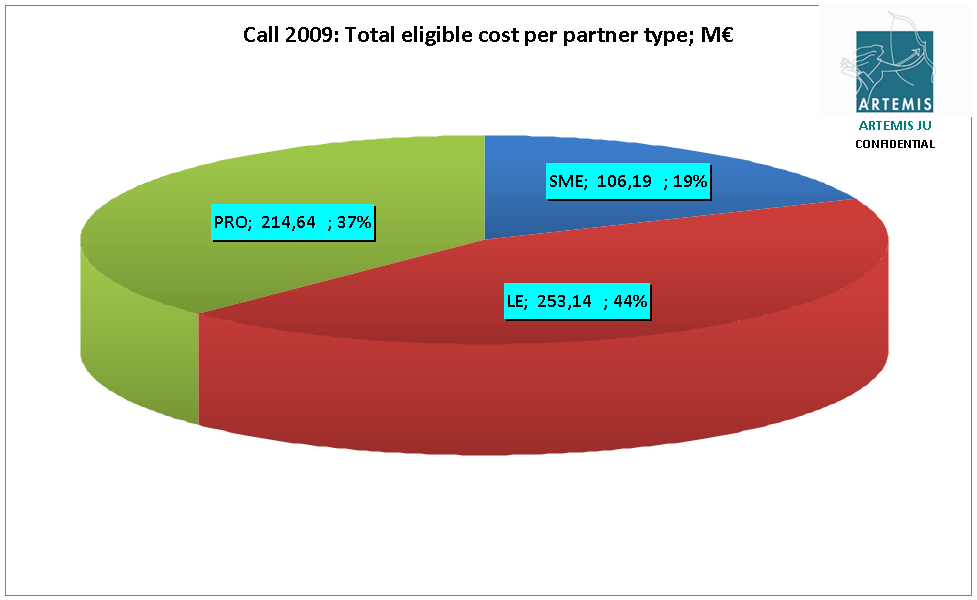 Call 2009: Total eligible cost per partner type; M€
ARTEMIS
ARTEMIS JU
CONFIDENTIAL
SME; 106,19 ; 19%
PRO; 214,64 ; 37%
LE; 253,14 ; 44%